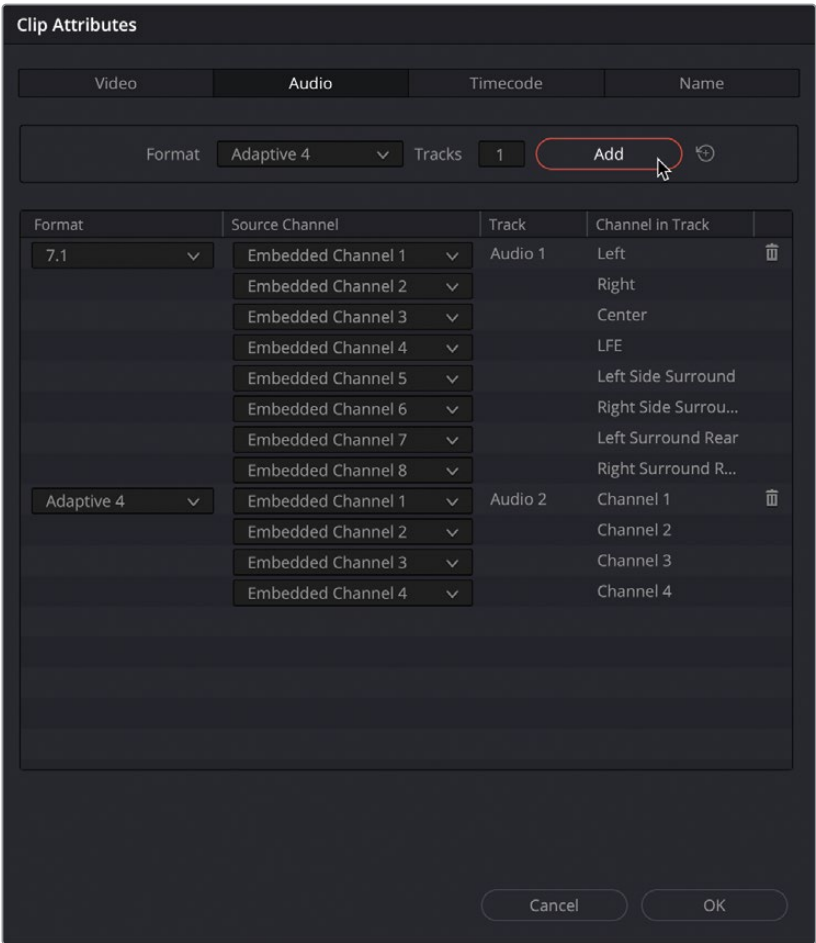 Clip Attributes
Video Audio Timecode Name
Format Adaptive 4 Tracks 1 Add
Format Source Channel Track Channel in Track
7.1 Embedded Channel 1 Audio 1 Left
Embedded Channel 2 Right
Embedded Channel 3 Center
Embedded Channel 4 LFE
Embedded Channel 5 Left Side Surround
Embedded Channel 6 Right Side Surrou...
Embedded Channel 7 Left Surround Rear
Embedded Channel 8 Right Surround R...
Adaptive 4 Embedded Channel 1 Audio 2 Channel 1
Embedded Channel 2 Channel 2
Embedded Channel 3 Channel 3
Embedded Channel 4 Channel 4
Cancel OK